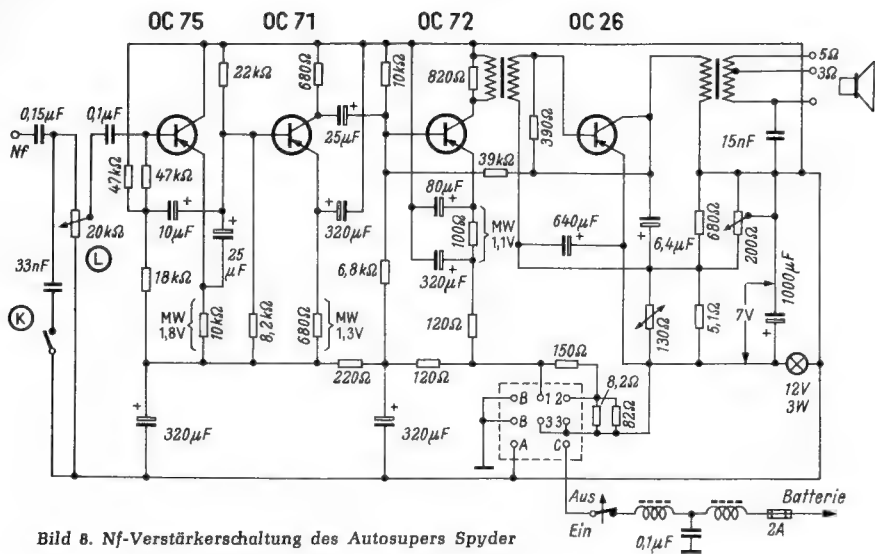 OC 75 OC 71 OC 72 OC 26
22kΩ
680Ω
10kΩ
820Ω
5Ω
3Ω
0,15µF
0,1µF
Nf
25µF
390Ω
15nF
47kΩ
47kΩ
39kΩ
20kΩ
10µF
80µF
100Ω
MW
1,1V
640µF
6,4µF
680Ω
200Ω
L
25
µF
320µF
320µF
33nF
18kΩ
6,8kΩ
1000µF
K
MW
1,8V
10kΩ
8,2kΩ
680Ω
MW
1,3V
120Ω
130Ω
5,1Ω
7V
220Ω
120Ω
150Ω
8,2Ω
82Ω
12V
3W
320µF
320µF
B 1 2
B 3 3
A C
Aus
Ein
Batterie
0,1µF
2A
Bild 8. Nf-Verstärkerschaltung des Autosupers Spyder